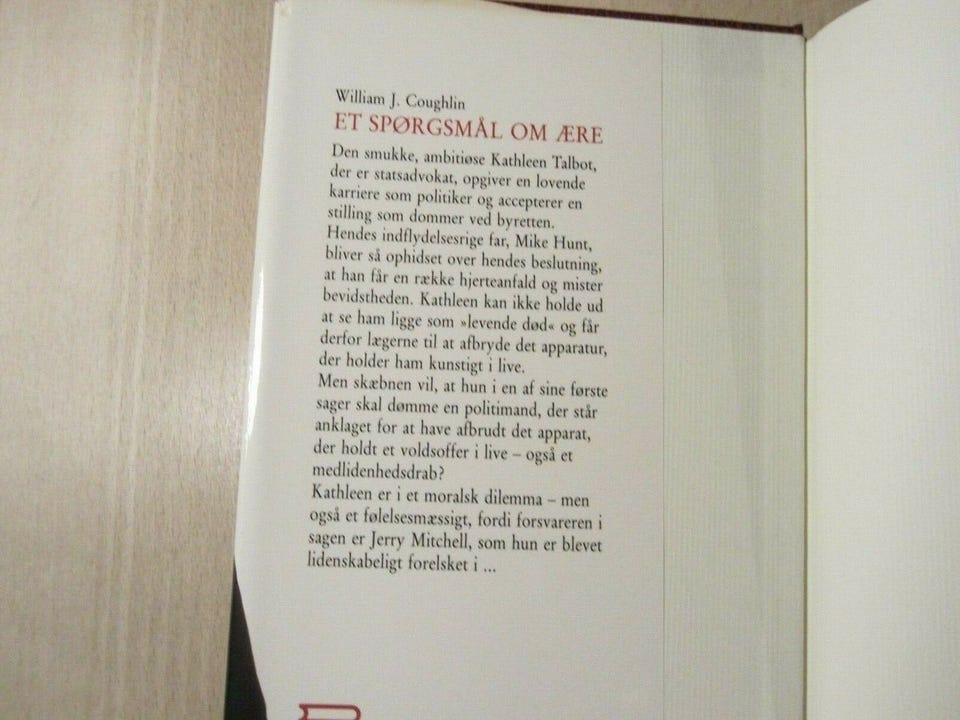 William J. Coughlin
ET SPØRGSMÅL OM ÆRE
Den smukke, ambitiøse Kathleen Talbot,
der er statsadvokat, opgiver en lovende
karriere som politiker og accepterer en
stilling som dommer ved byretten.
Hendes indflydelsesrige far, Mike Hunt,
bliver så ophidset over hendes beslutning,
at han får en række hjerteanfald og mister
bevidstheden. Kathleen kan ikke holde ud
at se ham ligge som »levende død« og får
derfor lægerne til at afbryde det apparatur,
der holder ham kunstigt i live.
Men skæbnen vil, at hun i en af sine første
sager skal dømme en politimand, der står
anklaget for at have afbrudt det apparat,
der holdt et voldsoffer i live – også et
medlidenhedsdrab?
Kathleen er i et moralsk dilemma – men
også et følelsesmæssigt, fordi forsvareren i
sagen er Jerry Mitchell, som hun er blevet
lidenskabeligt forelsket i ...